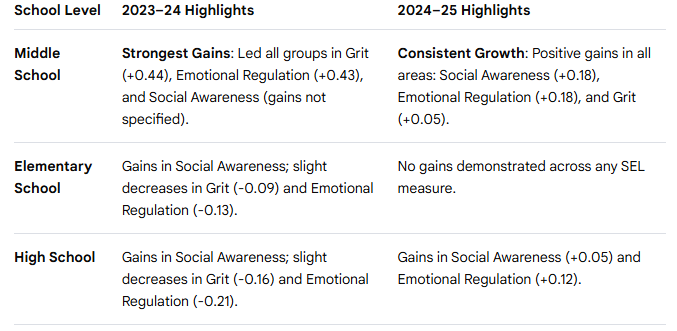 School Level 2023–24 Highlights 2024–25 Highlights
Middle School
Strongest Gains: Led all groups in Grit
(+0.44), Emotional Regulation (+0.43),
and Social Awareness (gains not
specified).
Consistent Growth: Positive gains in all
areas: Social Awareness (+0.18),
Emotional Regulation (+0.18), and Grit
(+0.05).
Elementary
School
Gains in Social Awareness; slight
decreases in Grit (-0.09) and Emotional
Regulation (-0.13).
No gains demonstrated across any SEL
measure.
High School
Gains in Social Awareness; slight
decreases in Grit (-0.16) and Emotional
Regulation (-0.21).
Gains in Social Awareness (+0.05) and
Emotional Regulation (+0.12).